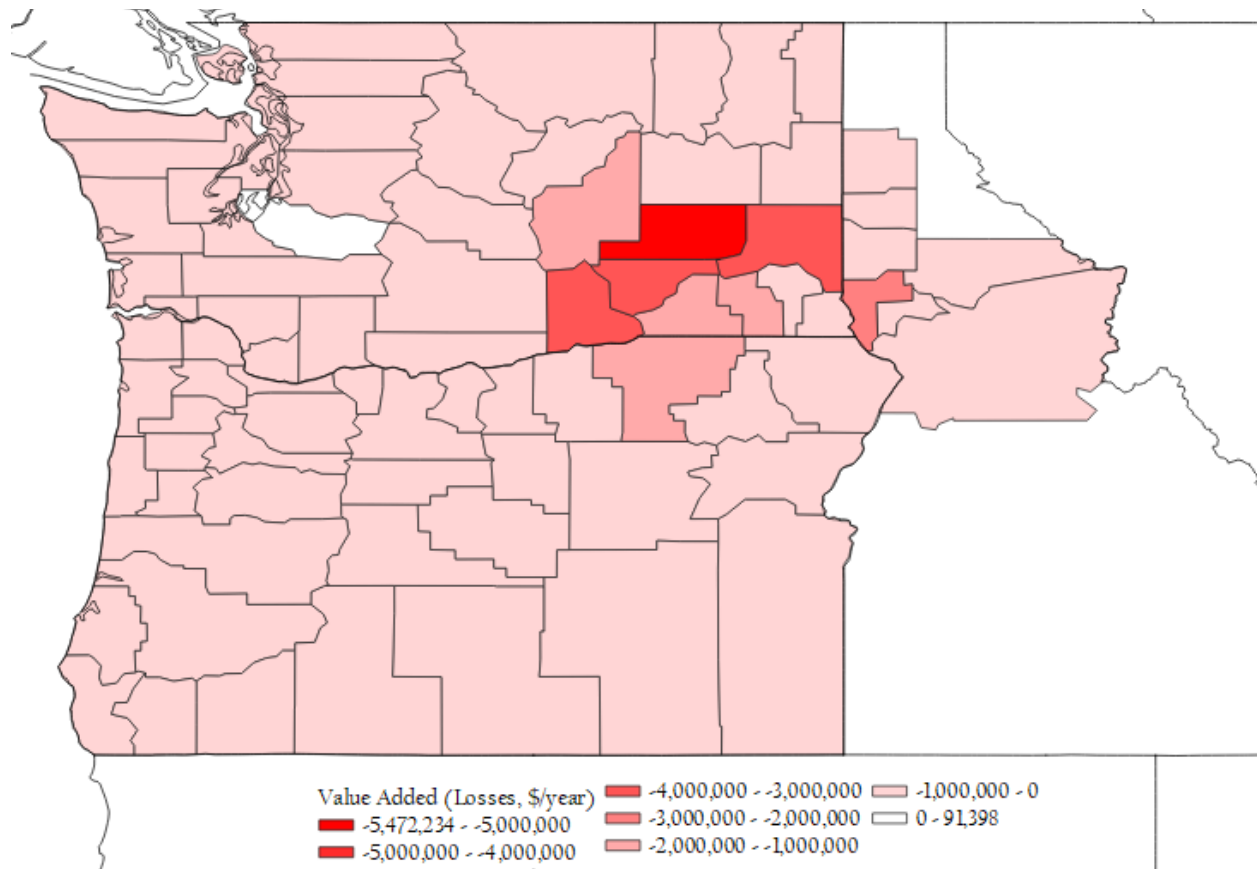 Value Added (Losses, $/year)
-5,472,234 - -5,000,000
-5,000,000 - -4,000,000
-4,000,000 - -3,000,000
-3,000,000 - -2,000,000
-2,000,000 - -1,000,000
-1,000,000 - 0
0 - 91,398